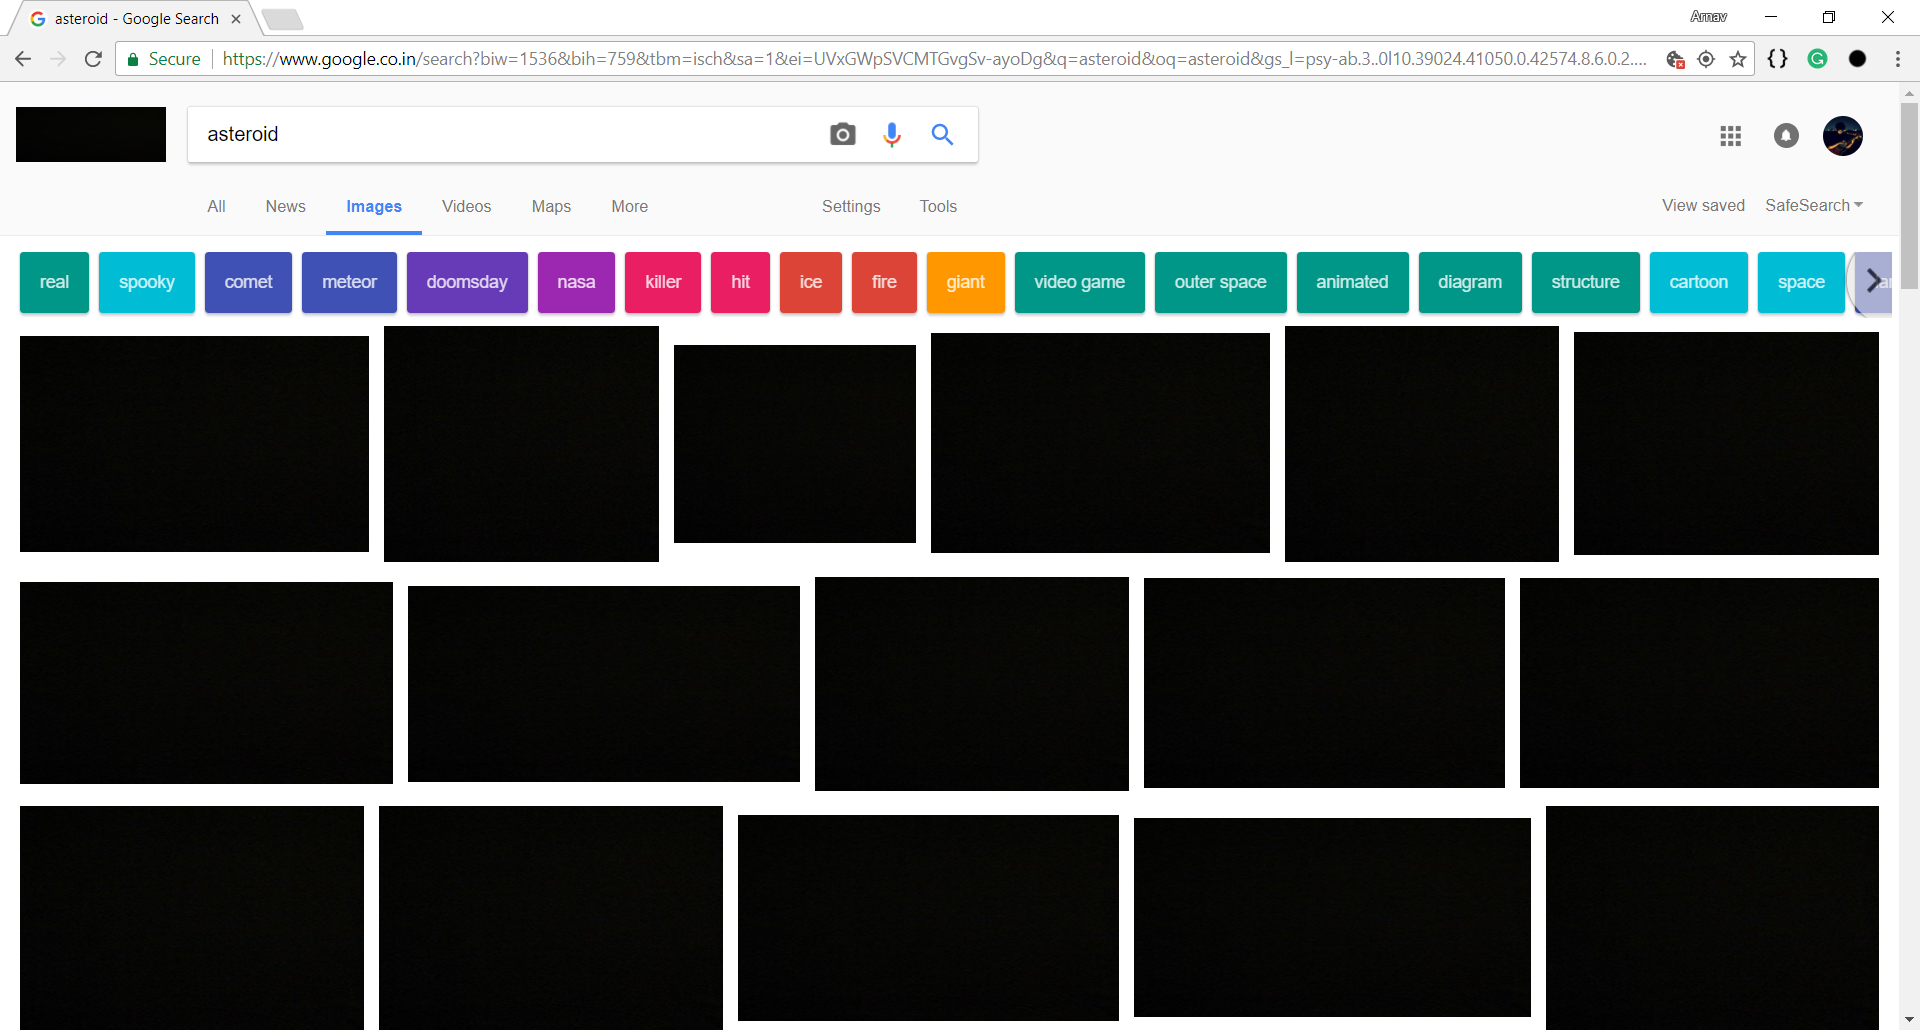 asteroid - Google Search
Arnav
Secure https://www.google.co.in/search?biw=1536&bih=759&tbm=isch&sa=1&ei=UVxGWpSVCMTGvgSv-ayoDg&q=asteroid&oq=asteroid&gs_l=psy-ab.3..0l10.39024.41050.0.42574.8.6.0.2....
asteroid
All News Images Videos Maps More Settings Tools View saved SafeSearch
real spooky comet meteor doomsday nasa killer hit ice fire giant video game outer space animated diagram structure cartoon space